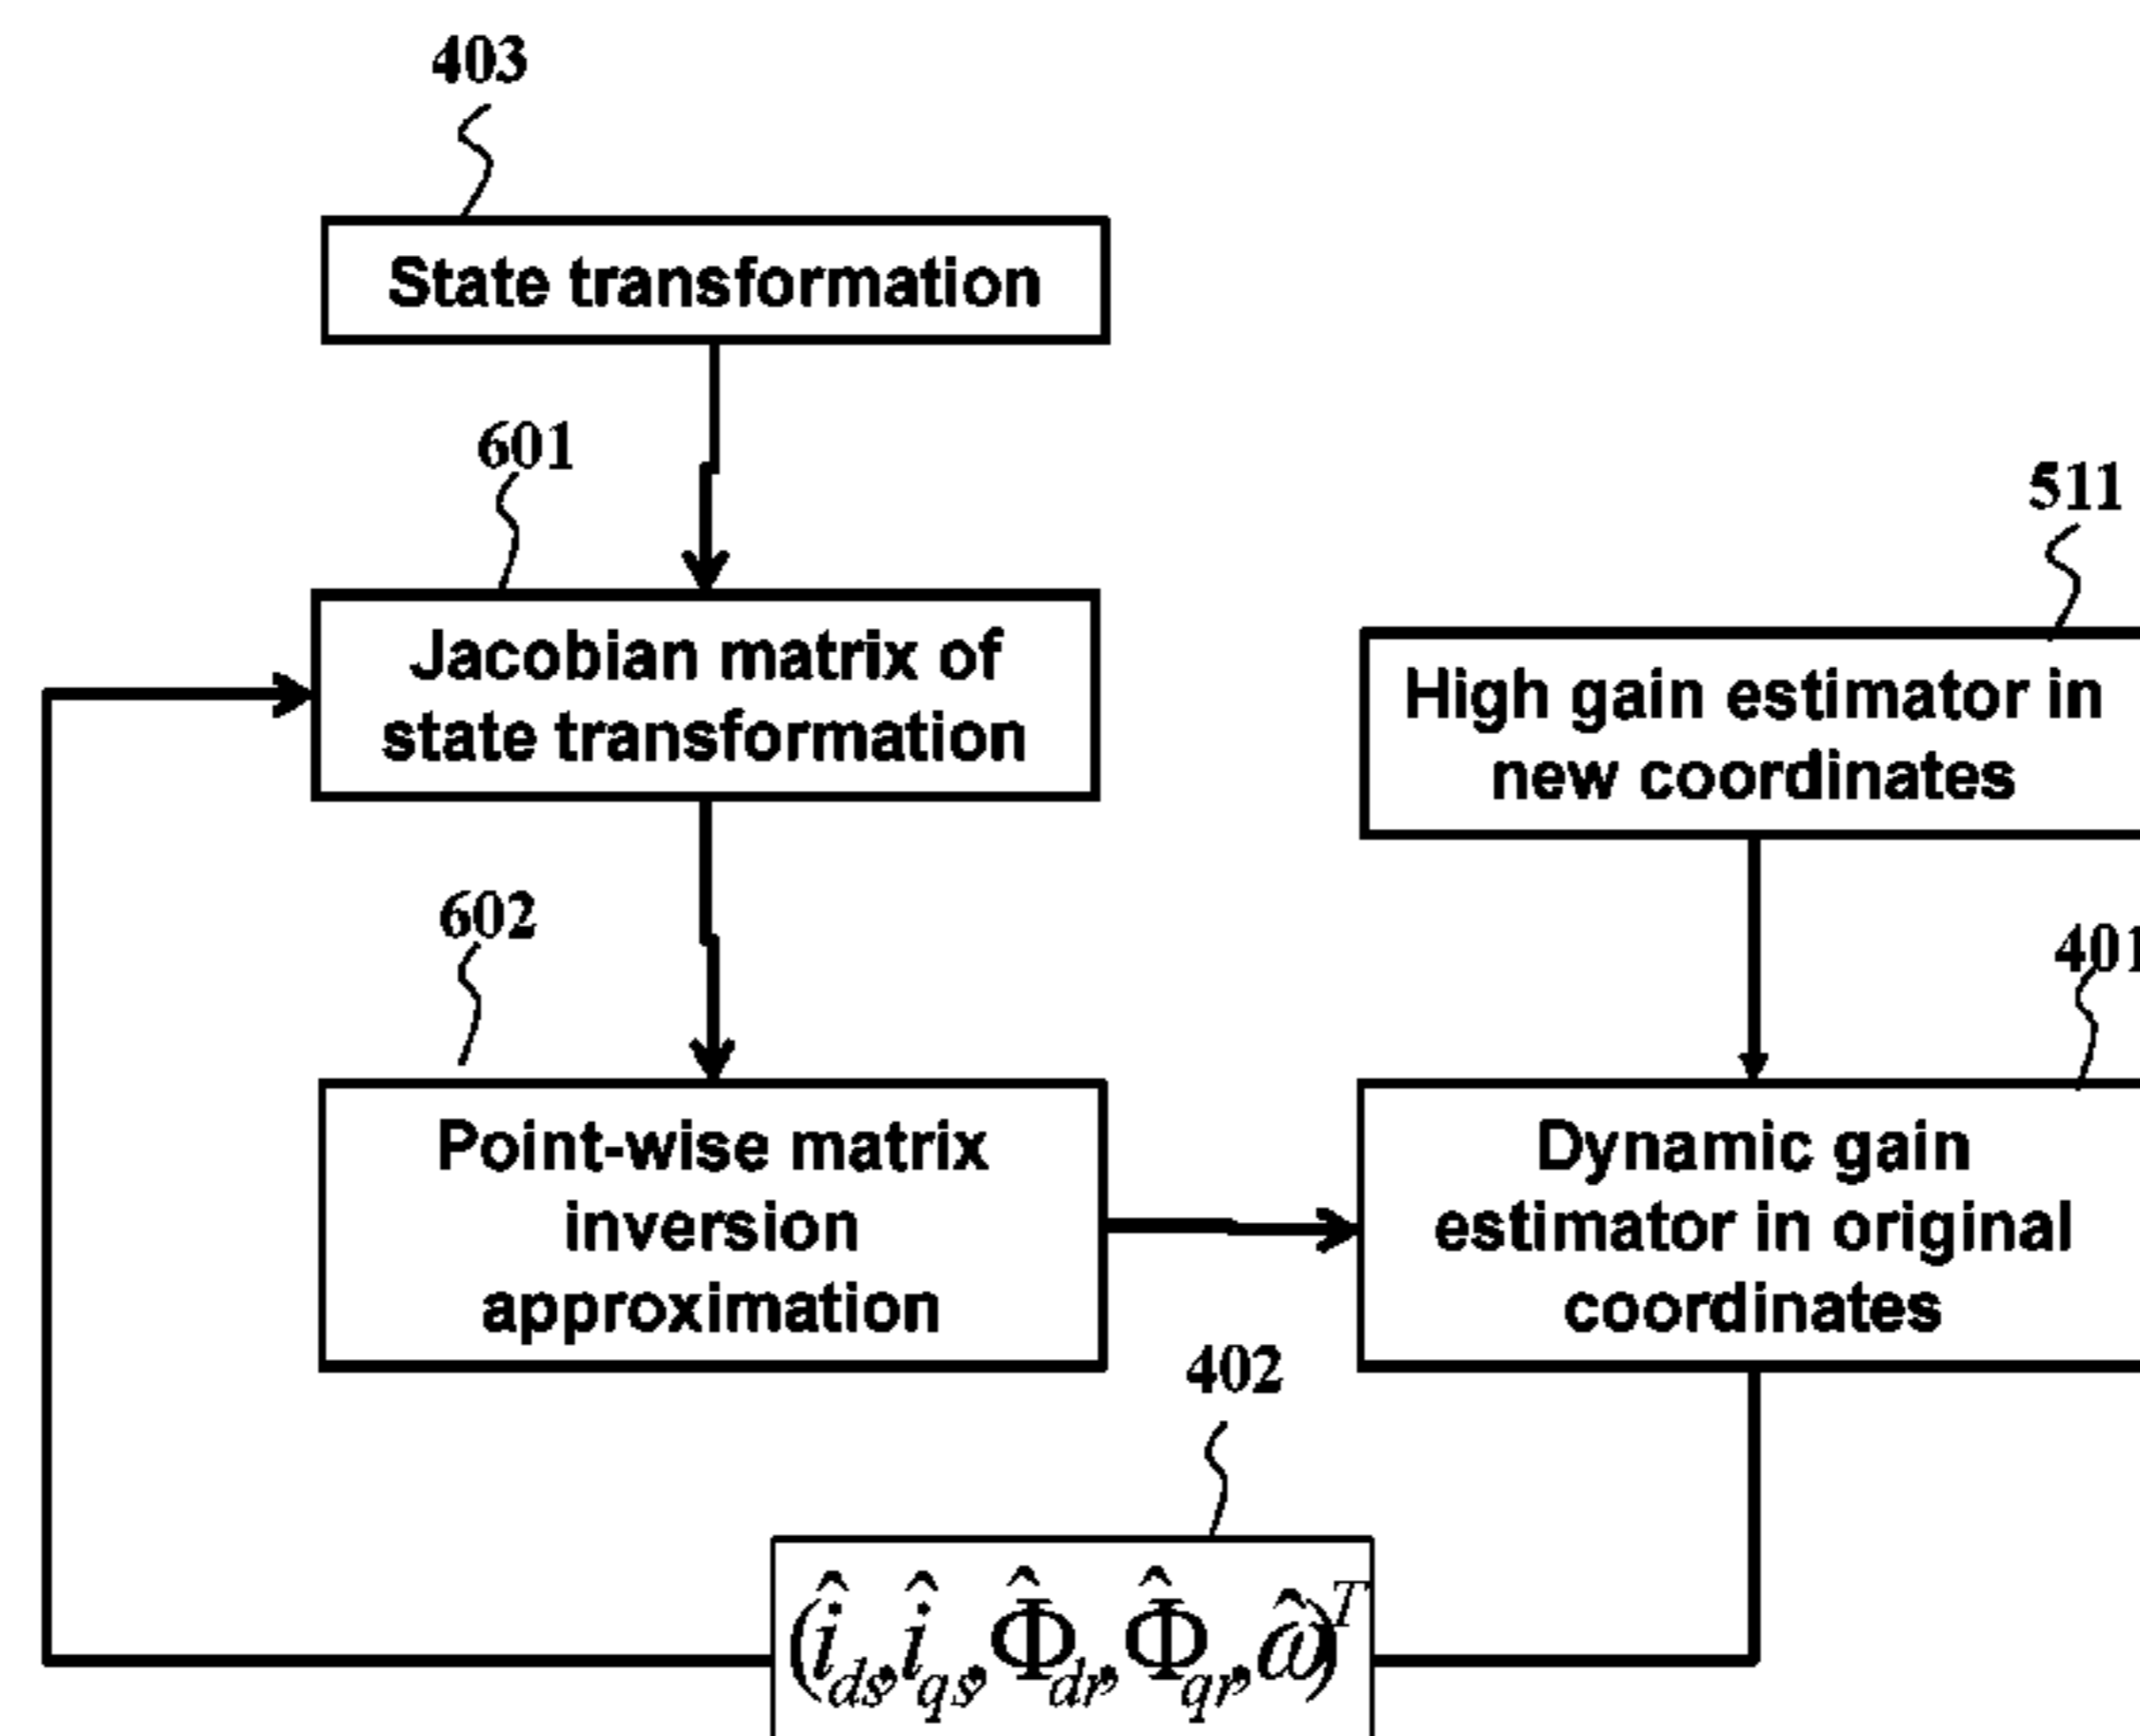 403
State transformation
601
Jacobian matrix of
state transformation
511
High gain estimator in
new coordinates
602
Point-wise matrix
inversion
approximation
401
Dynamic gain
estimator in original
coordinates
402
(î_ds, î_qs, Φ̂_dr, Φ̂_qr, ω̂)^T